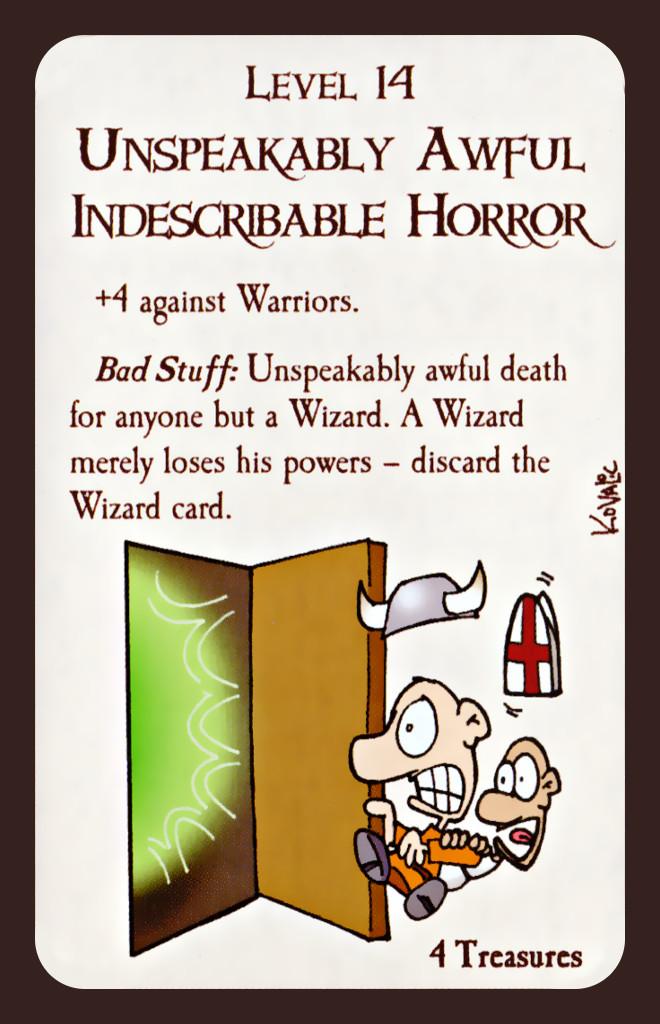 Level 14
Unspeakably Awful
Indescribable Horror
+4 against Warriors.
Bad Stuff: Unspeakably awful death
for anyone but a Wizard. A Wizard
merely loses his powers – discard the
Wizard card.
Kovalic
4 Treasures